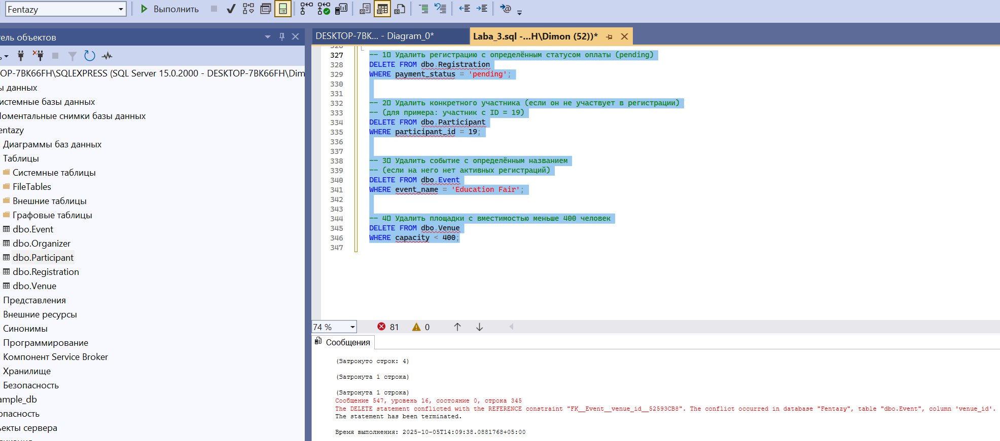 Fentazy
Выполнить
тель объектов
DESKTOP-7BK... - Diagram_0*
Laba_3.sql -...H\Dimon (52))*
OP-7BK66FH\SQLEXPRESS (SQL Server 15.0.2000 - DESKTOP-7BK66FH\Dim
ы данных
истемные базы данных
Моментальные снимки базы данных
entazy
Диаграммы баз данных
Таблицы
Системные таблицы
FileTables
Внешние таблицы
Графовые таблицы
dbo.Event
dbo.Organizer
dbo.Participant
dbo.Registration
dbo.Venue
Представления
Внешние ресурсы
Синонимы
Программирование
Компонент Service Broker
Хранилище
Безопасность
ample_db
опасность
екты сервера
326
327 -- 1▯ Удалить регистрацию с определённым статусом оплаты (pending)
328 DELETE FROM dbo.Registration
329 WHERE payment_status = 'pending';
330
331
332 -- 2▯ Удалить конкретного участника (если он не участвует в регистрации)
333 -- (для примера: участник с ID = 19)
334 DELETE FROM dbo.Participant
335 WHERE participant_id = 19;
336
337
338 -- 3▯ Удалить событие с определённым названием
339 -- (если на него нет активных регистраций)
340 DELETE FROM dbo.Event
341 WHERE event_name = 'Education Fair';
342
343
344 -- 4▯ Удалить площадки с вместимостью меньше 400 человек
345 DELETE FROM dbo.Venue
346 WHERE capacity < 400;
347
74 %
81
0
Сообщения
(Затронуто строк: 4)
(Затронута 1 строка)
(Затронута 1 строка)
Сообщение 547, уровень 16, состояние 0, строка 345
The DELETE statement conflicted with the REFERENCE constraint "FK__Event__venue_id__52593CB8". The conflict occurred in database "Fentazy", table "dbo.Event", column 'venue_id'.
The statement has been terminated.
Время выполнения: 2025-10-05T14:09:38.0881768+05:00